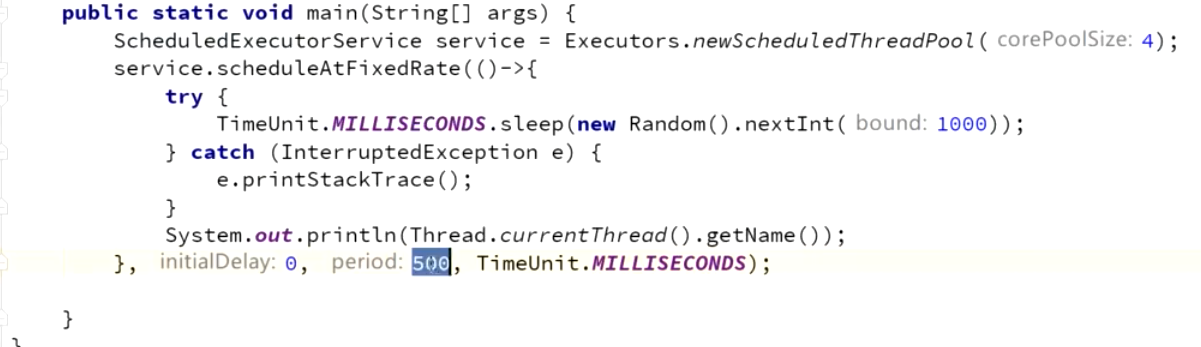 public static void main(String[] args) {
ScheduledExecutorService service = Executors.newScheduledThreadPool( corePoolSize: 4);
service.scheduleAtFixedRate(()->{
try {
TimeUnit.MILLISECONDS.sleep(new Random().nextInt( bound: 1000));
} catch (InterruptedException e) {
e.printStackTrace();
}
System.out.println(Thread.currentThread().getName());
}, initialDelay: 0, period: 500, TimeUnit.MILLISECONDS);
}
}